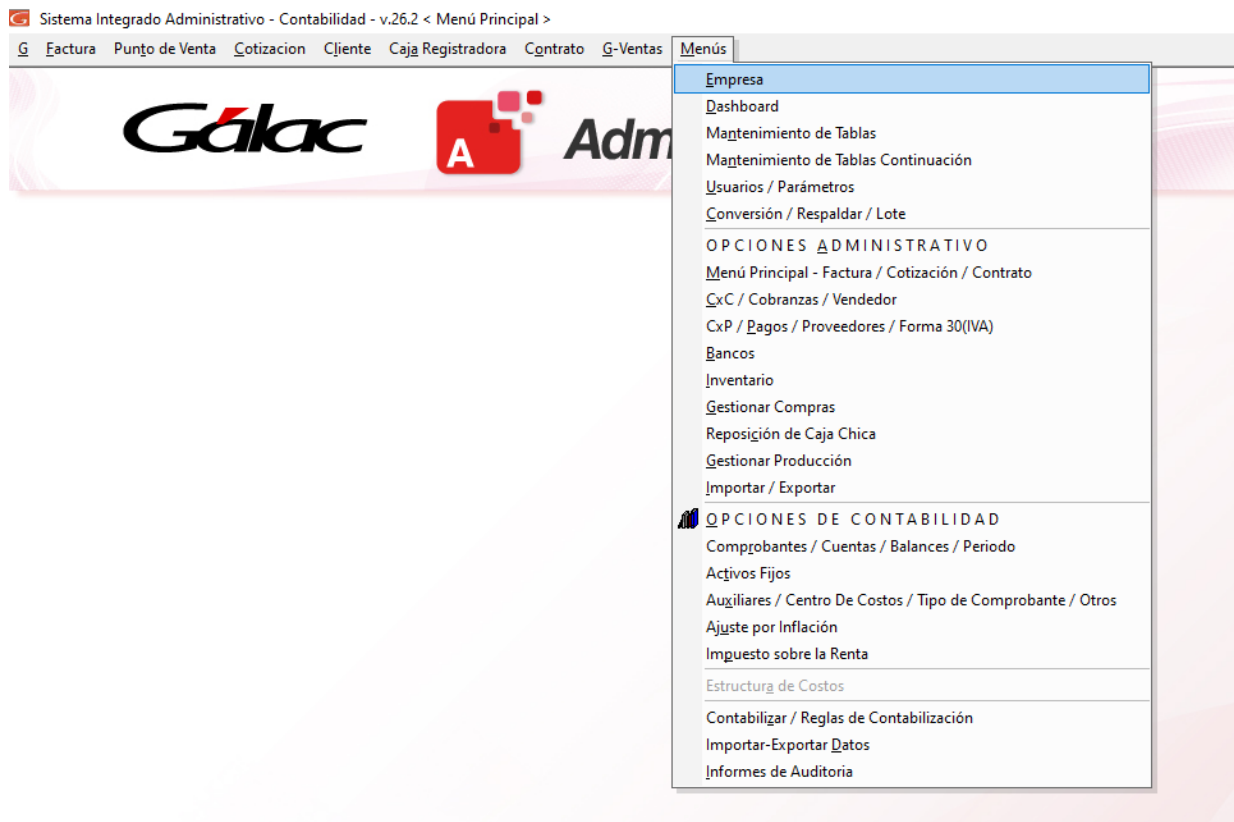 Sistema Integrado Administrativo - Contabilidad - v.26.2 < Menú Principal >
G Factura Punto de Venta Cotizacion Cliente Caja Registradora Contrato G-Ventas Menús
Gálac
A Adm
Empresa
Dashboard
Mantenimiento de Tablas
Mantenimiento de Tablas Continuación
Usuarios / Parámetros
Conversión / Respaldar / Lote
OPCIONES ADMINISTRATIVO
Menú Principal - Factura / Cotización / Contrato
CxC / Cobranzas / Vendedor
CxP / Pagos / Proveedores / Forma 30(IVA)
Bancos
Inventario
Gestionar Compras
Reposición de Caja Chica
Gestionar Producción
Importar / Exportar
OPCIONES DE CONTABILIDAD
Comprobantes / Cuentas / Balances / Periodo
Activos Fijos
Auxiliares / Centro De Costos / Tipo de Comprobante / Otros
Ajuste por Inflación
Impuesto sobre la Renta
Estructura de Costos
Contabilizar / Reglas de Contabilización
Importar-Exportar Datos
Informes de Auditoria